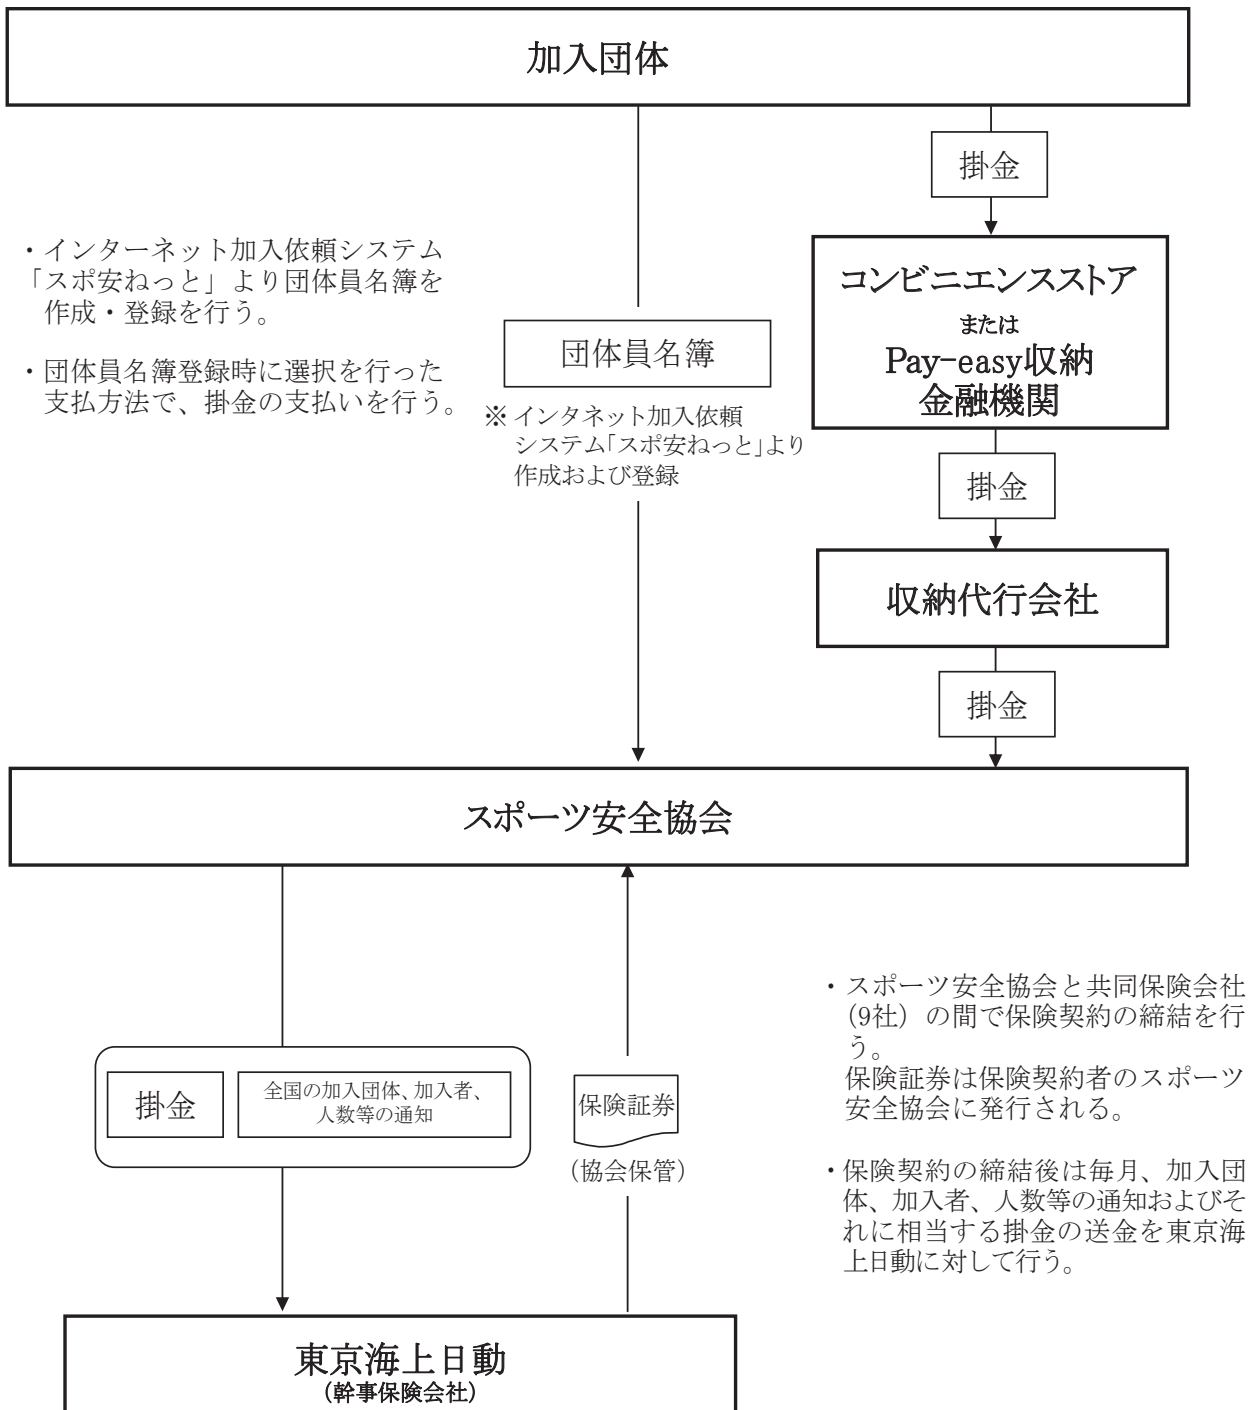 加入団体
掛金
・インターネット加入依頼システム
「スポ安ねっと」より団体員名簿を
作成・登録を行う。
・団体員名簿登録時に選択を行った
支払方法で、掛金の支払いを行う。
団体員名簿
※インタネット加入依頼
システム「スポ安ねっと」より
作成および登録
コンビニエンスストア
または
Pay-easy収納
金融機関
掛金
収納代行会社
掛金
スポーツ安全協会
掛金
全国の加入団体、加入者、
人数等の通知
保険証券
（協会保管）
・スポーツ安全協会と共同保険会社
（9社）の間で保険契約の締結を行
う。
保険証券は保険契約者のスポーツ
安全協会に発行される。
・保険契約の締結後は毎月、加入団
体、加入者、人数等の通知およびそ
れに相当する掛金の送金を東京海
上日動に対して行う。
東京海上日動
（幹事保険会社）